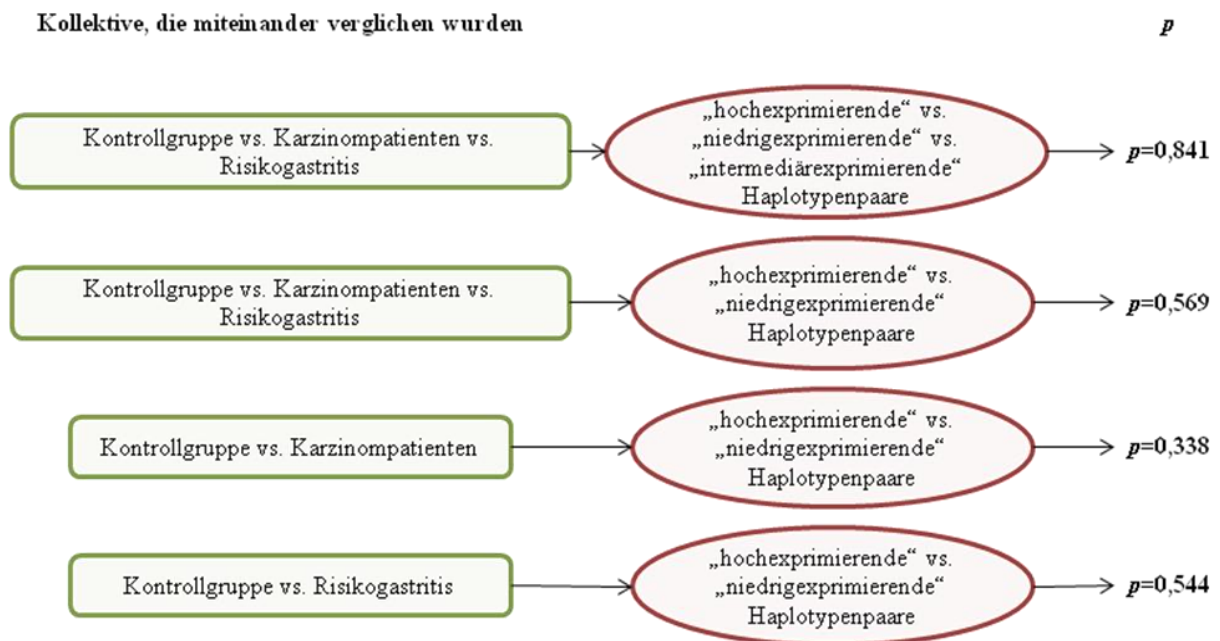 Kollektive, die miteinander verglichen wurden
p
Kontrollgruppe vs. Karzinompatienten vs.
Risikogastritis
„hochexprimierende“ vs.
„niedrigexprimierende“ vs.
„intermediärexprimierende“
Haplotypenpaare
p=0,841
Kontrollgruppe vs. Karzinompatienten vs.
Risikogastritis
„hochexprimierende“ vs.
„niedrigexprimierende“
Haplotypenpaare
p=0,569
Kontrollgruppe vs. Karzinompatienten
„hochexprimierende“ vs.
„niedrigexprimierende“
Haplotypenpaare
p=0,338
Kontrollgruppe vs. Risikogastritis
„hochexprimierende“ vs.
„niedrigexprimierende“
Haplotypenpaare
p=0,544